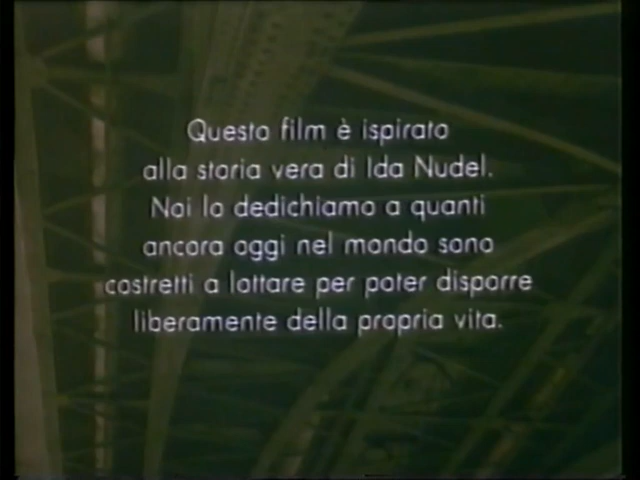 Questo film è ispirato
alla storia vera di Ida Nudel.
Noi lo dedichiamo a quanti
ancora oggi nel mondo sono
costretti a lottare per poter disporre
liberamente della propria vita.